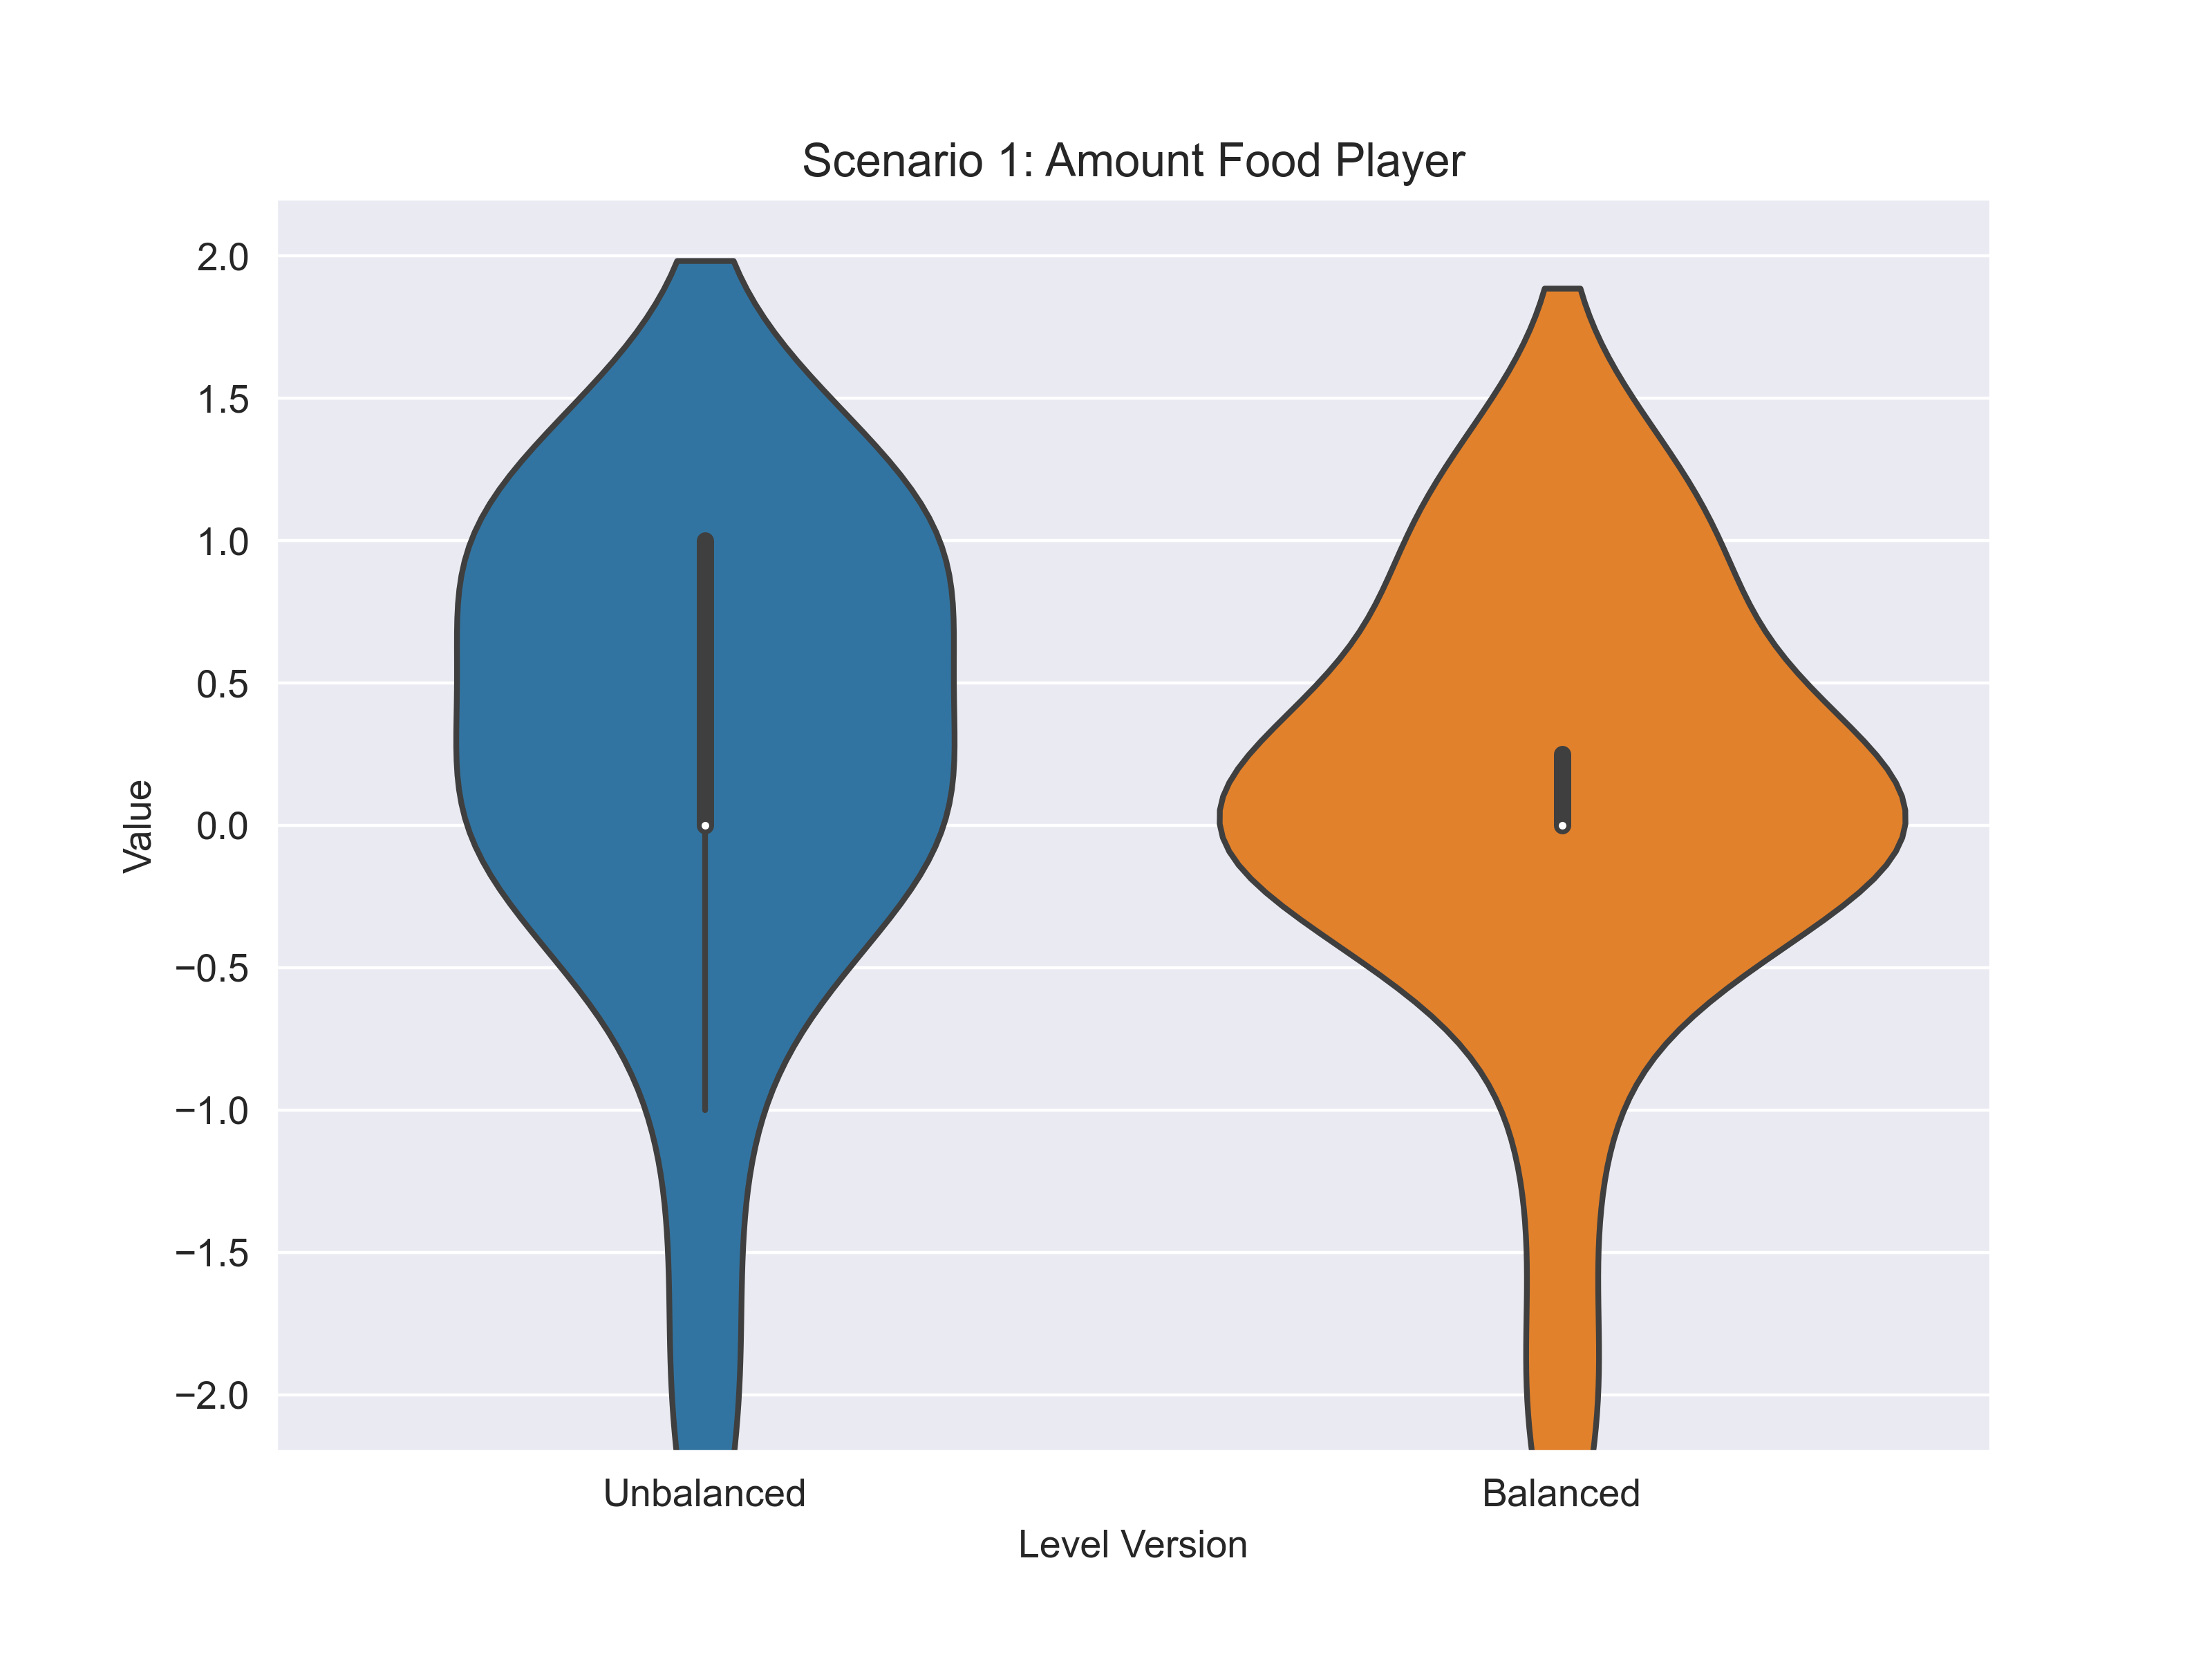 Scenario 1: Amount Food Player
2.0
1.5
1.0
0.5
0.0
−0.5
−1.0
−1.5
−2.0
Value
Unbalanced
Balanced
Level Version